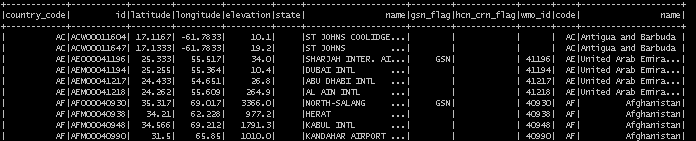 +------------+-----------+--------+---------+---------+-----+--------------------+--------+------------+------+----+--------------------+
|country_code|         id|latitude|longitude|elevation|state|                name|gsn_flag|hcn_crn_flag|wmo_id|code|                name|
+------------+-----------+--------+---------+---------+-----+--------------------+--------+------------+------+----+--------------------+
|          AC|ACW00011604| 17.1167| -61.7833|     10.1|     |ST JOHNS COOLIDGE...|        |            |      |  AC|Antigua and Barbuda |
|          AC|ACW00011647| 17.1333| -61.7833|     19.2|     |ST JOHNS         ...|        |            |      |  AC|Antigua and Barbuda |
|          AE|AE000041196|  25.333|   55.517|     34.0|     |SHARJAH INTER. AI...|     GSN|            | 41196|  AE|United Arab Emira...|
|          AE|AEM00041194|  25.255|   55.364|     10.4|     |DUBAI INTL       ...|        |            | 41194|  AE|United Arab Emira...|
|          AE|AEM00041217|  24.433|   54.651|     26.8|     |ABU DHABI INTL   ...|        |            | 41217|  AE|United Arab Emira...|
|          AE|AEM00041218|  24.262|   55.609|    264.9|     |AL AIN INTL      ...|        |            | 41218|  AE|United Arab Emira...|
|          AF|AF000040930|  35.317|   69.017|   3366.0|     |NORTH-SALANG     ...|     GSN|            | 40930|  AF|         Afghanistan|
|          AF|AFM00040938|   34.21|   62.228|    977.2|     |HERAT            ...|        |            | 40938|  AF|         Afghanistan|
|          AF|AFM00040948|  34.566|   69.212|   1791.3|     |KABUL INTL       ...|        |            | 40948|  AF|         Afghanistan|
|          AF|AFM00040990|    31.5|    65.85|   1010.0|     |KANDAHAR AIRPORT ...|        |            | 40990|  AF|         Afghanistan|